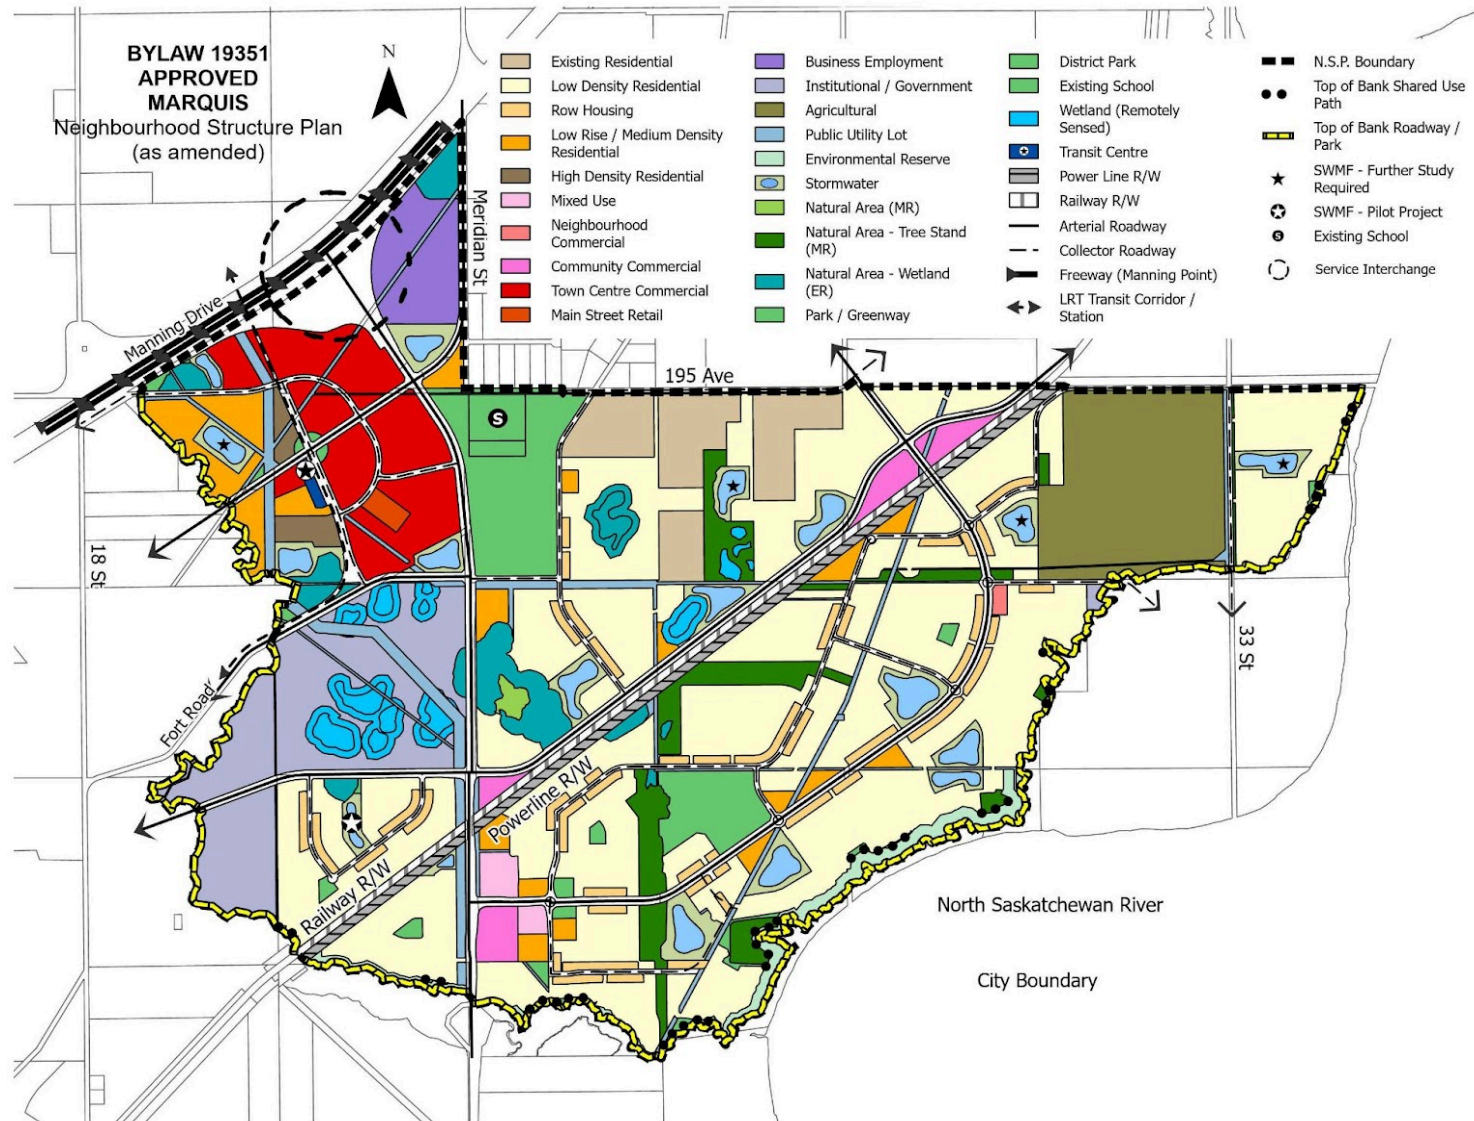 BYLAW 19351
APPROVED
MARQUIS
Neighbourhood Structure Plan
(as amended)
N
Existing Residential
Low Density Residential
Row Housing
Low Rise / Medium Density
Residential
High Density Residential
Mixed Use
Neighbourhood
Commercial
Community Commercial
Town Centre Commercial
Main Street Retail
Business Employment
Institutional / Government
Agricultural
Public Utility Lot
Environmental Reserve
Stormwater
Natural Area (MR)
Natural Area - Tree Stand
(MR)
Natural Area - Wetland
(ER)
Park / Greenway
District Park
Existing School
Wetland (Remotely
Sensed)
Transit Centre
Power Line R/W
Railway R/W
Arterial Roadway
Collector Roadway
Freeway (Manning Point)
LRT Transit Corridor /
Station
N.S.P. Boundary
Top of Bank Shared Use
Path
Top of Bank Roadway /
Park
SWMF - Further Study
Required
SWMF - Pilot Project
S
Existing School
Service Interchange
Meridian St
Manning Drive
195 Ave
S
18 St
33 St
Fort Road
Powerline R/W
Railway R/W
North Saskatchewan River
City Boundary